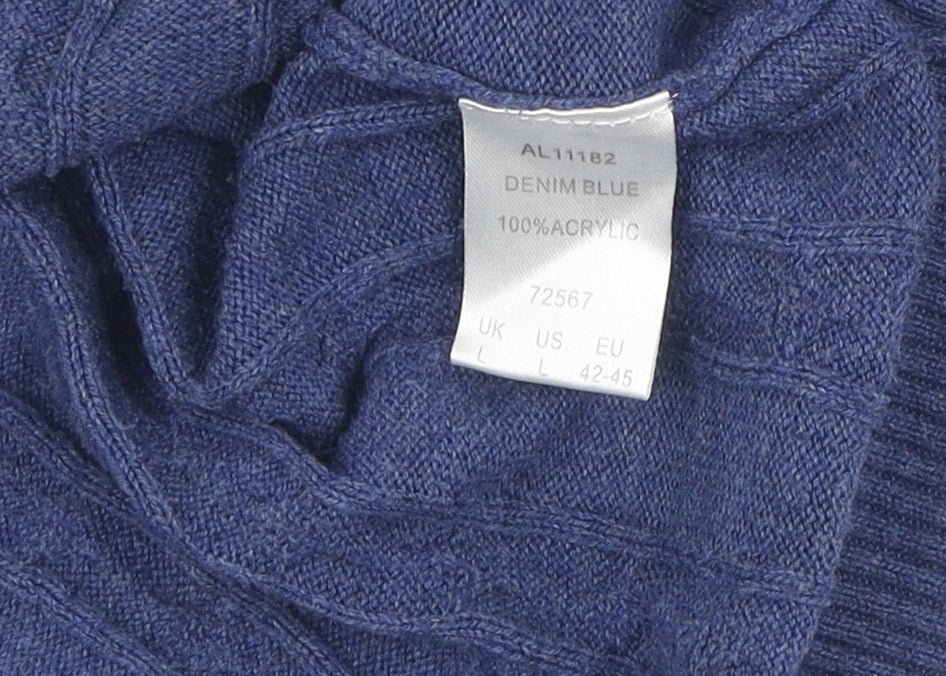 AL11182
DENIM BLUE
100%ACRYLIC
72567
UK US EU
L L 42-45